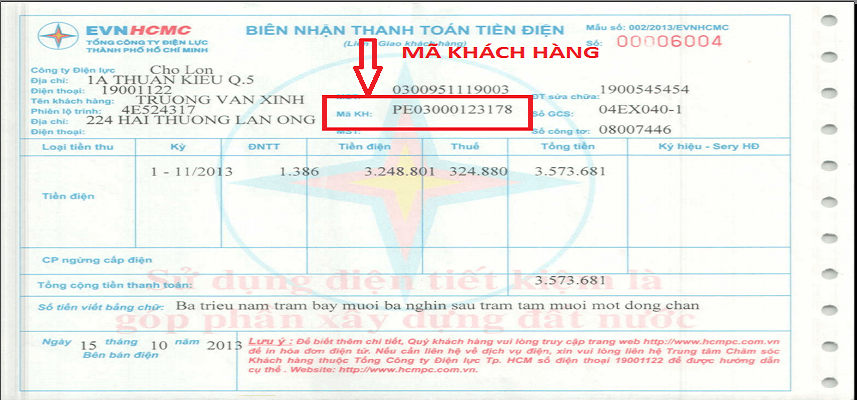 EVNHCMC
TỔNG CÔNG TY ĐIỆN LỰC
THÀNH PHỐ HỒ CHÍ MINH
BIÊN NHẬN THANH TOÁN TIỀN ĐIỆN
(Liên Giao khách hàng)
Mẫu số: 002/2013/EVNHCMC
Số: 00006004
MÃ KHÁCH HÀNG
Công ty Điện lực Cho Lon
Địa chỉ: 1A THUAN KIEU Q.5
Điện thoại: 19001122 0300951119003 ĐT sửa chữa: 1900545454
Tên khách hàng: TRUONG VAN XINH
Phiên lộ trình: 4E524317 Mã KH: PE03000123178 Số GCS: 04EX040-1
Địa chỉ: 224 HAI THUONG LAN ONG
Điện thoại: MST: Số công tơ: 08007446
Loại tiền thu Kỳ ĐNTT Tiền điện Thuế Tổng tiền Ký hiệu - Sery HĐ
1 - 11/2013 1.386 3.248.801 324.880 3.573.681
Tiền điện
CP ngừng cấp điện
Tổng cộng tiền thanh toán: 3.573.681
Sử dụng điện tiết kiệm là
Số tiền viết bằng chữ: Ba trieu nam tram bay muoi ba nghin sau tram tam muoi mot dong chan
góp phần xây dựng đất nước
Ngày 15 tháng 10 năm 2013
Bên bán điện
Lưu ý : Để biết thêm chi tiết, Quý khách hàng vui lòng truy cập trang web http://www.hcmpc.com.vn
để in hóa đơn điện tử. Nếu cần liên hệ về dịch vụ điện, xin vui lòng liên hệ Trung tâm Chăm sóc
Khách hàng thuộc Tổng Công ty Điện lực Tp. HCM số điện thoại 19001122 để được hướng dẫn
cụ thể . Website: http://www.hcmpc.com.vn.